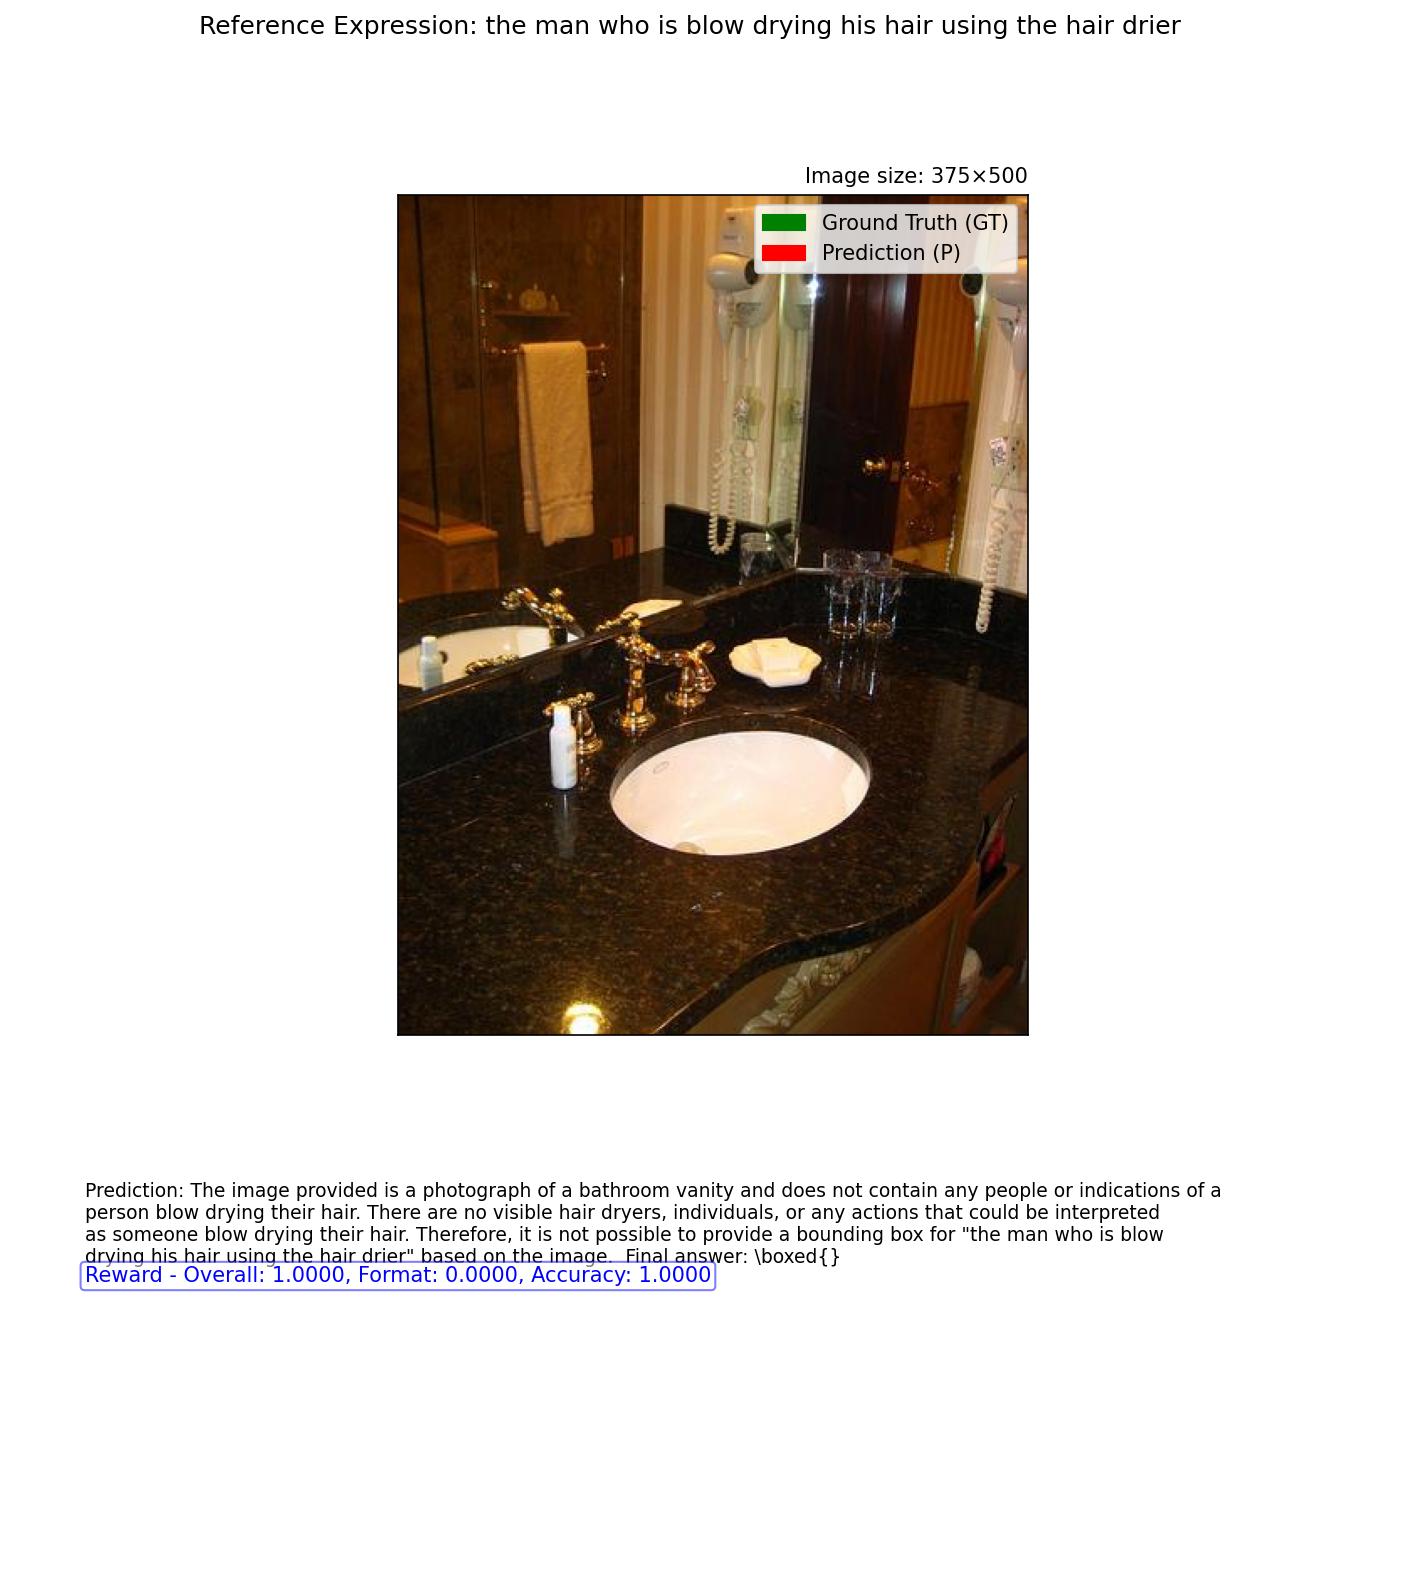 Reference Expression: the man who is blow drying his hair using the hair drier
Image size: 375×500
Ground Truth (GT)
Prediction (P)
Prediction: The image provided is a photograph of a bathroom vanity and does not contain any people or indications of a
person blow drying their hair. There are no visible hair dryers, individuals, or any actions that could be interpreted
as someone blow drying their hair. Therefore, it is not possible to provide a bounding box for "the man who is blow
drying his hair using the hair drier" based on the image.  Final answer: \boxed{}
Reward - Overall: 1.0000, Format: 0.0000, Accuracy: 1.0000